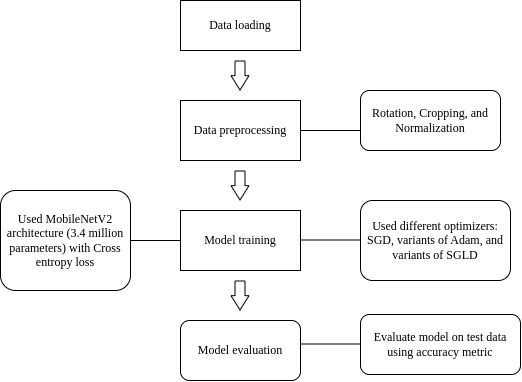 Data loading
Data preprocessing
Rotation, Cropping, and
Normalization
Used MobileNetV2
architecture (3.4 million
parameters) with Cross
entropy loss
Model training
Used different optimizers:
SGD, variants of Adam, and
variants of SGLD
Model evaluation
Evaluate model on test data
using accuracy metric